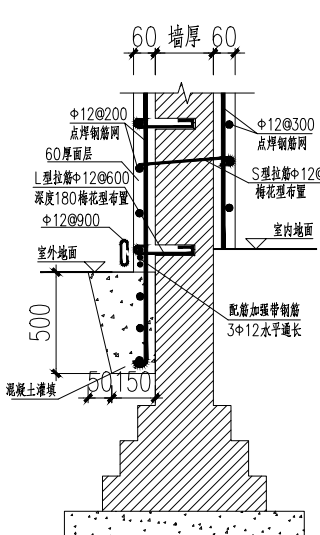 60 墙厚 60
Φ12@200
点焊钢筋网
60厚面层
L型拉筋Φ12@600
深度180梅花型布置
Φ12@900
室外地面
Φ12@300
点焊钢筋网
S型拉筋Φ12@
梅花型布置
室内地面
配筋加强带钢筋
3Φ12水平通长
500
50 150
混凝土灌填